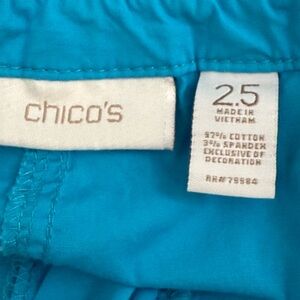 chico's
2.5
MADE IN
VIETNAM
97% COTTON
3% SPANDEX
EXCLUSIVE OF
DECORATION
RN#79984